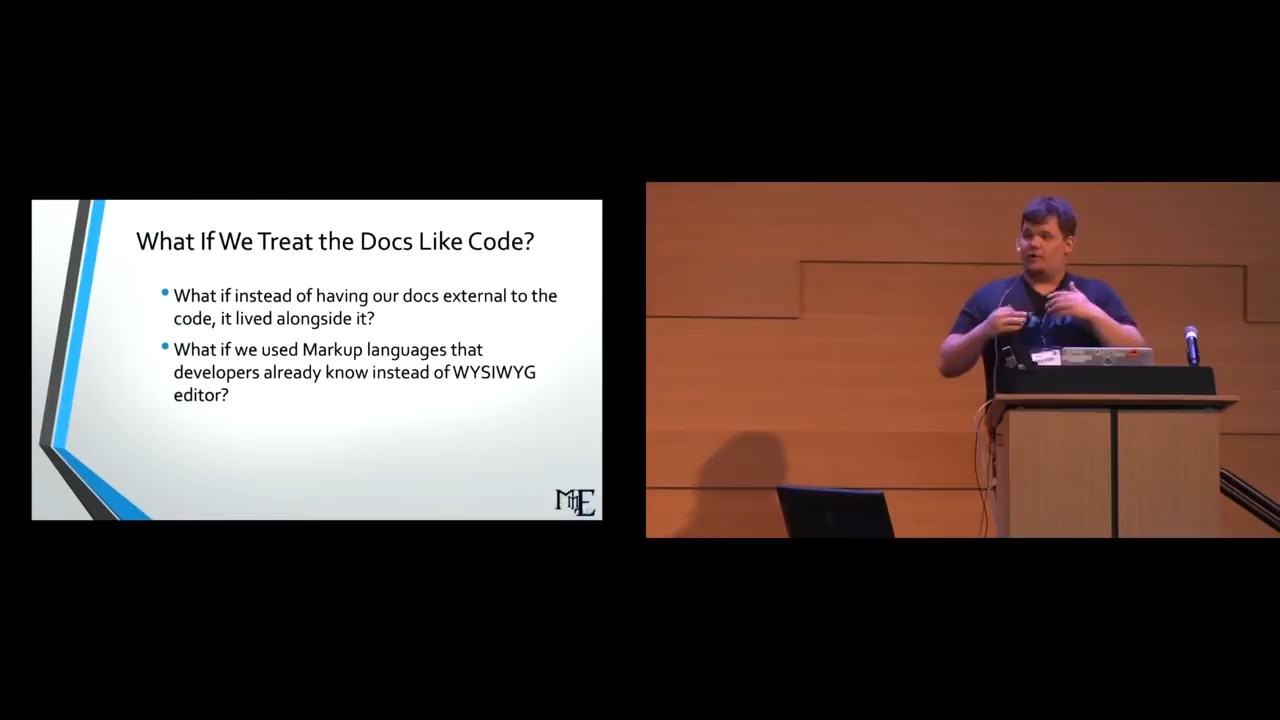 What If We Treat the Docs Like Code?
What if instead of having our docs external to the
code, it lived alongside it?
What if we used Markup languages that
developers already know instead of WYSIWYG
editor?